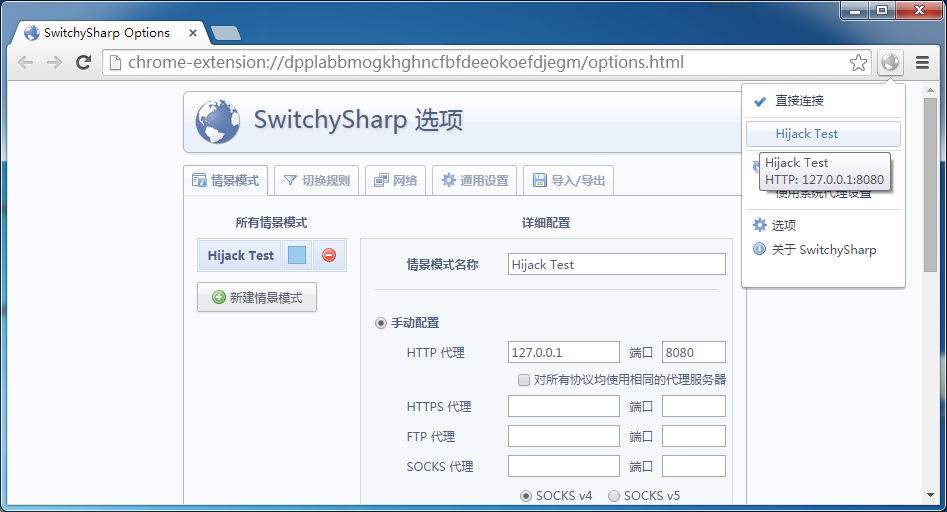 SwitchySharp Options
chrome-extension://dpplabbmogkhghncfbfdeeokoefdjegm/options.html
SwitchySharp 选项
直接连接
Hijack Test
Hijack Test
HTTP: 127.0.0.1:8080
使用系统代理设置
选项
关于 SwitchySharp
情景模式
切换规则
网络
通用设置
导入/导出
所有情景模式
Hijack Test
新建情景模式
详细配置
情景模式名称 Hijack Test
手动配置
HTTP 代理 127.0.0.1 端口 8080
对所有协议均使用相同的代理服务器
HTTPS 代理 端口
FTP 代理 端口
SOCKS 代理 端口
SOCKS v4 SOCKS v5